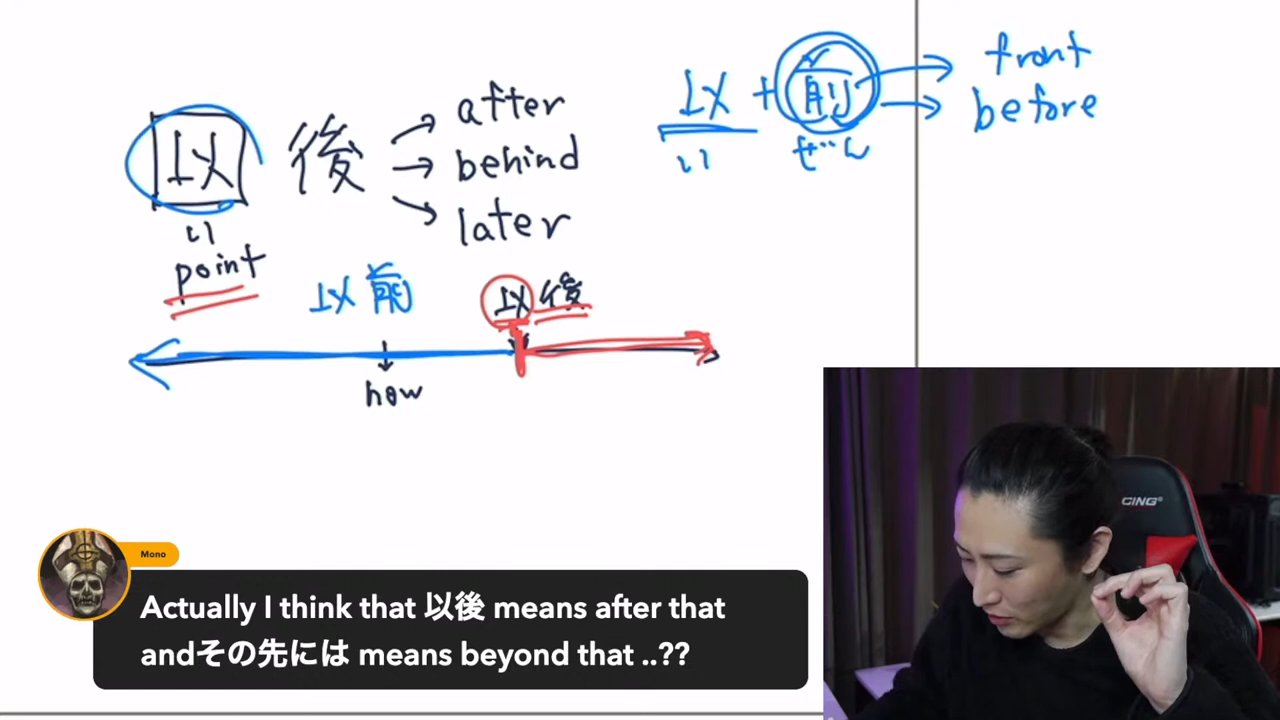 以後
after
behind
later
い
point
以前
以後
now
以+前
い ぜん
front
before
CING
Mono
Actually I think that 以後 means after that
andその先には means beyond that ..??